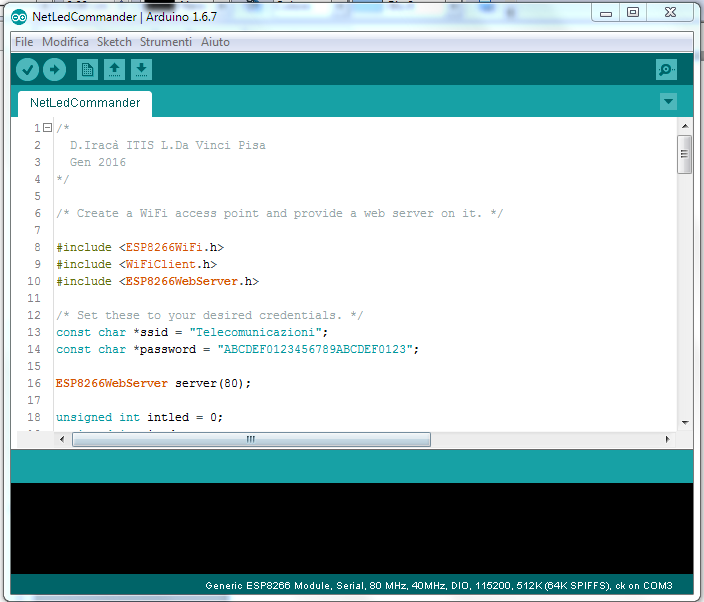 NetLedCommander | Arduino 1.6.7
File Modifica Sketch Strumenti Aiuto
NetLedCommander
1 /*
2 D.Iracà ITIS L.Da Vinci Pisa
3 Gen 2016
4 */
5
6 /* Create a WiFi access point and provide a web server on it. */
7
8 #include <ESP8266WiFi.h>
9 #include <WiFiClient.h>
10 #include <ESP8266WebServer.h>
11
12 /* Set these to your desired credentials. */
13 const char *ssid = "Telecomunicazioni";
14 const char *password = "ABCDEF0123456789ABCDEF0123";
15
16 ESP8266WebServer server(80);
17
18 unsigned int intled = 0;
Generic ESP8266 Module, Serial, 80 MHz, 40MHz, DIO, 115200, 512K (64K SPIFFS), ck on COM3